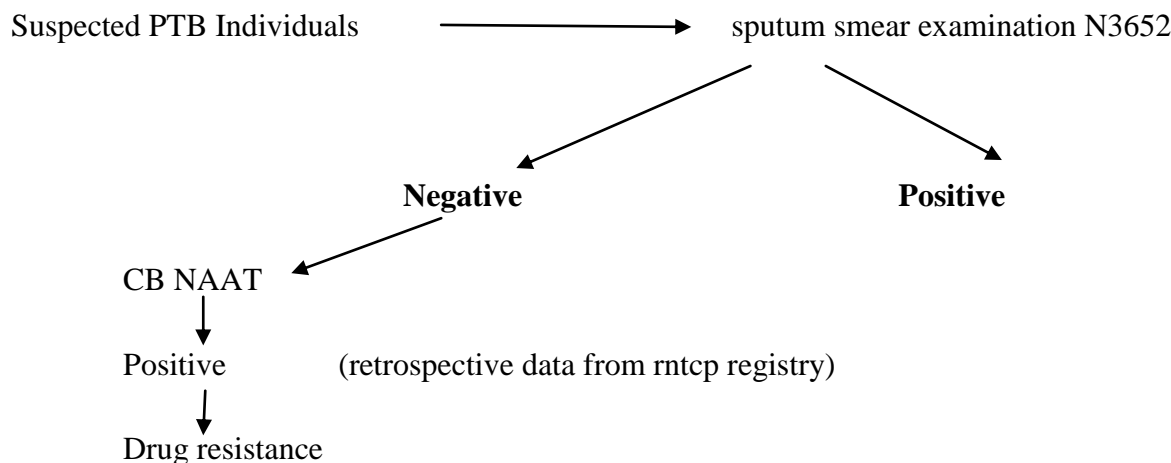 Suspected PTB Individuals sputum smear examination N3652
Negative Positive
CB NAAT
Positive (retrospective data from rntcp registry)
Drug resistance